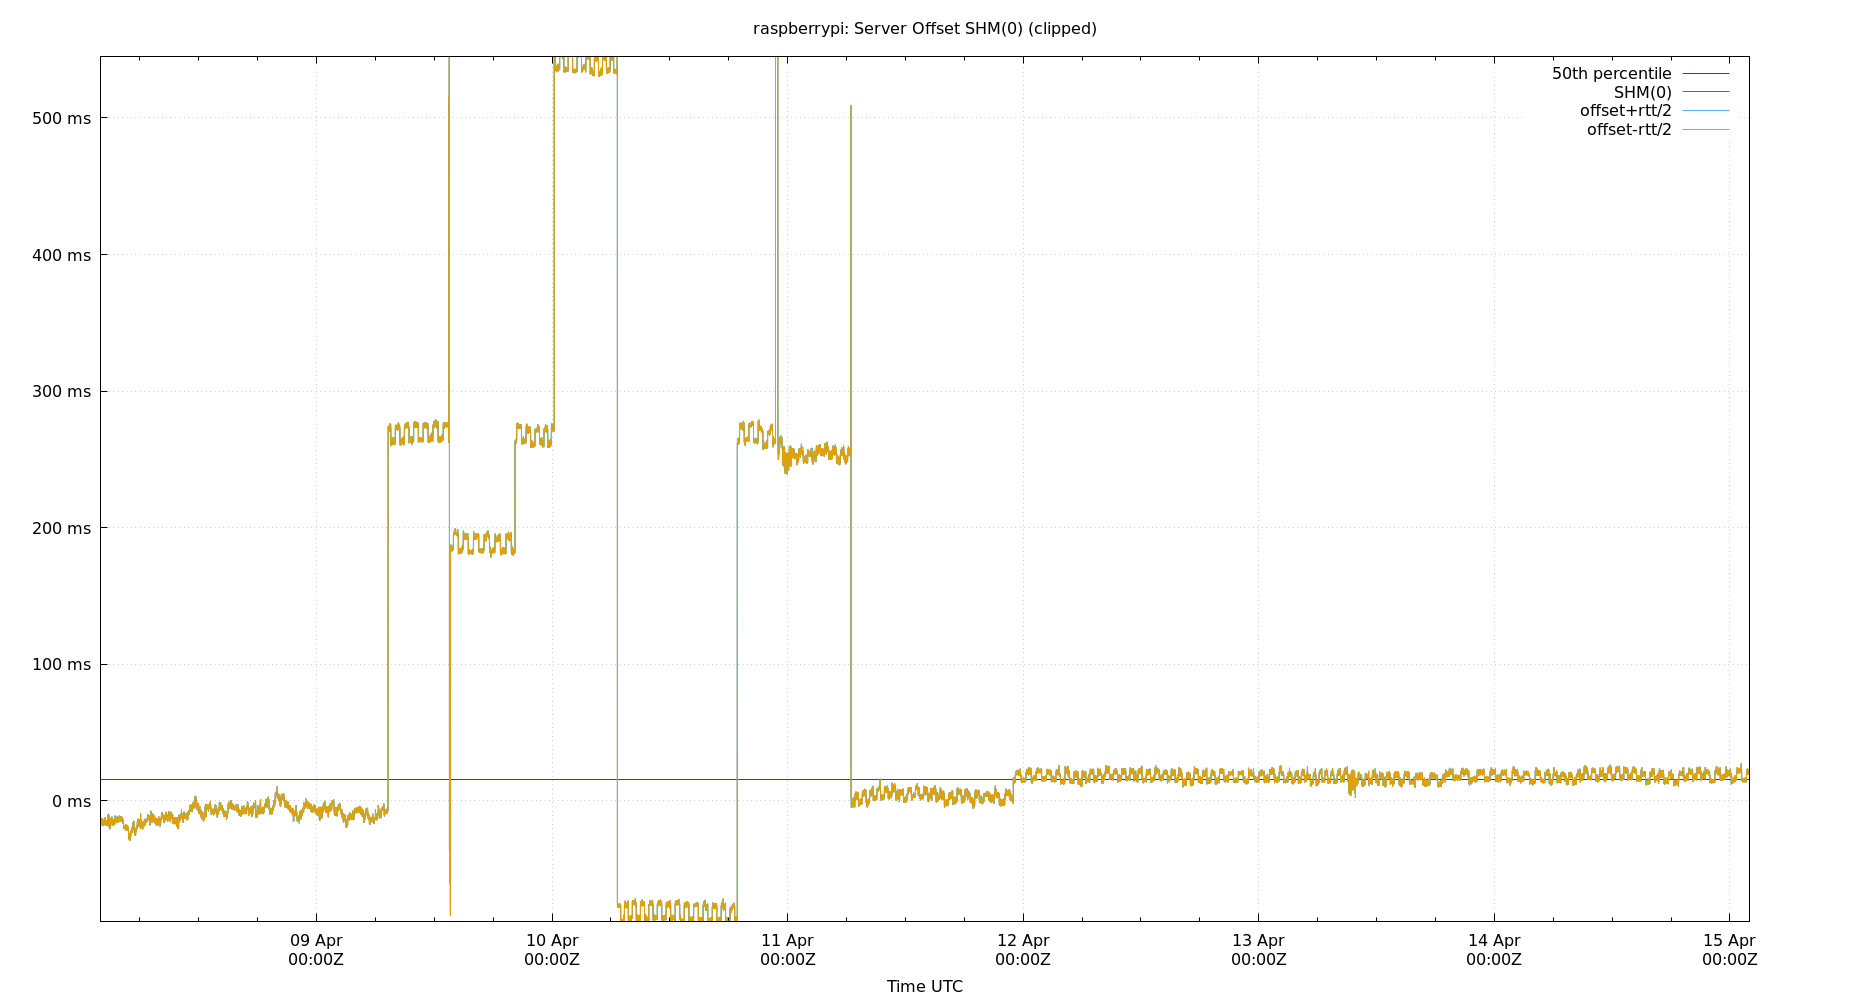 raspberrypi: Server Offset SHM(0) (clipped)
50th percentile
SHM(0)
offset+rtt/2
offset-rtt/2
500 ms
400 ms
300 ms
200 ms
100 ms
0 ms
09 Apr 10 Apr 11 Apr 12 Apr 13 Apr 14 Apr 15 Apr
00:00Z 00:00Z 00:00Z 00:00Z 00:00Z 00:00Z 00:00Z
Time UTC